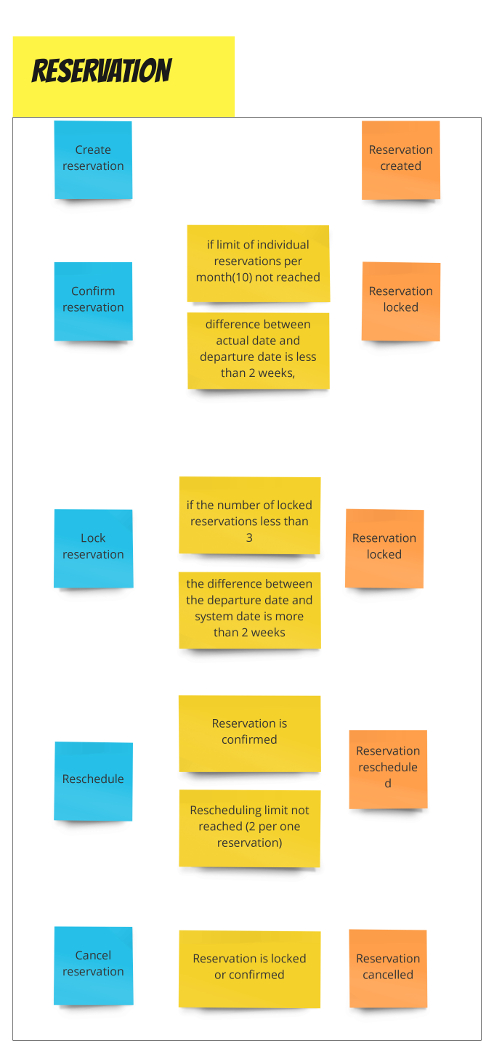 RESERVATION
Create
reservation
Reservation
created
if limit of individual
reservations per
month(10) not reached
Confirm
reservation
Reservation
locked
difference between
actual date and
departure date is less
than 2 weeks,
if the number of locked
reservations less than
3
Lock
reservation
Reservation
locked
the difference between
the departure date and
system date is more
than 2 weeks
Reservation is
confirmed
Reschedule
Reservation
reschedule
d
Rescheduling limit not
reached (2 per one
reservation)
Cancel
reservation
Reservation is locked
or confirmed
Reservation
cancelled